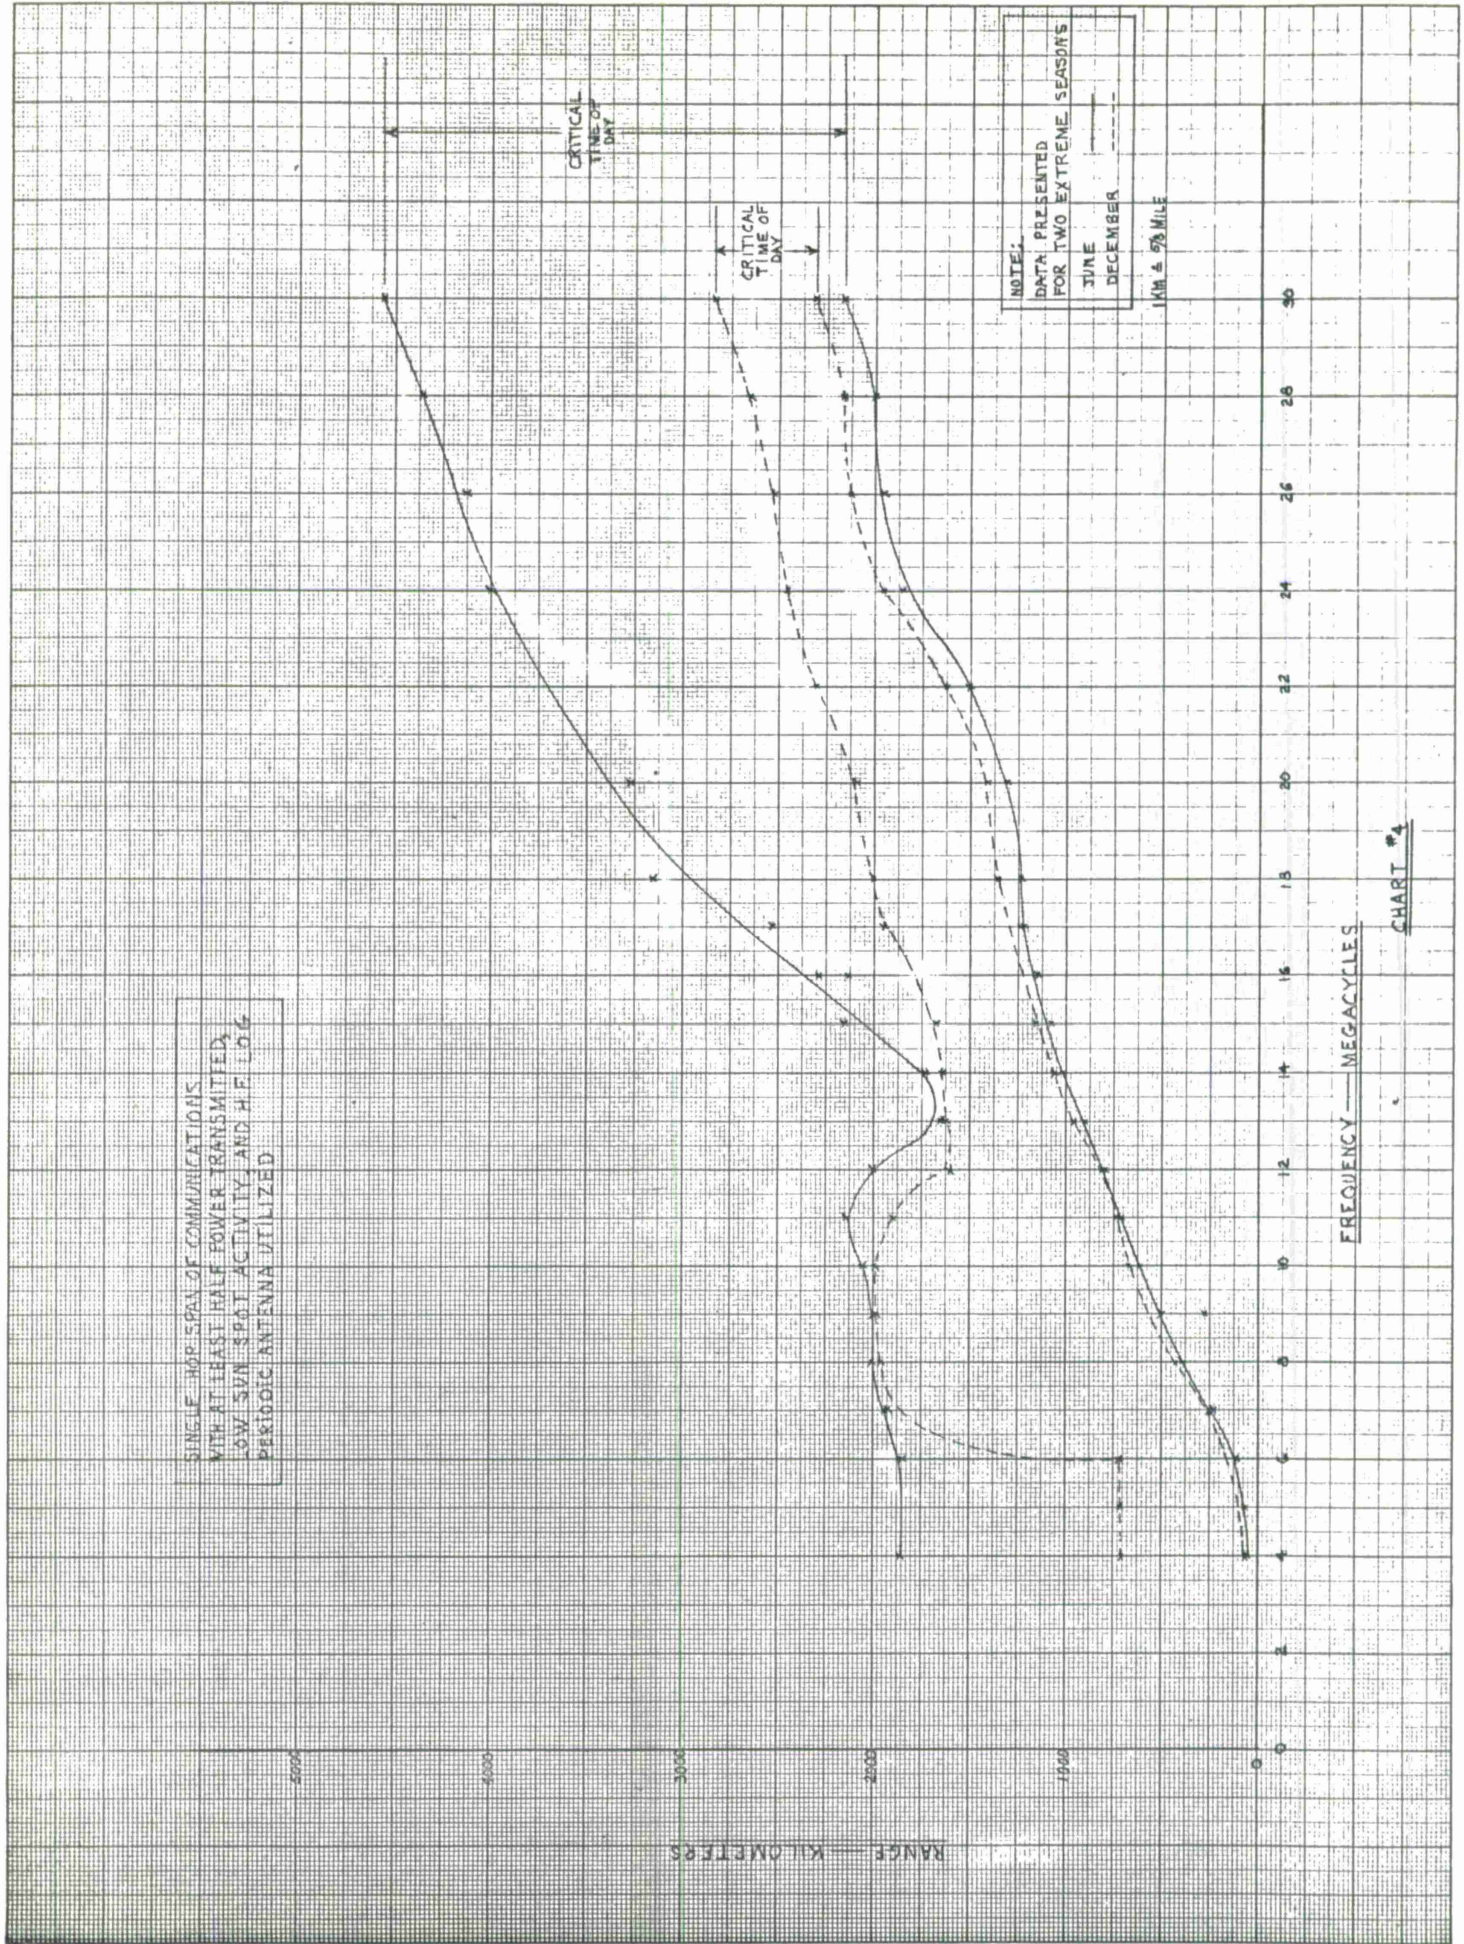 SINGLE HOP SPAN OF COMMUNICATIONS
WITH AT LEAST HALF POWER TRANSMITTED,
LOW SUN SPOT ACTIVITY, AND H F LOG
PERIODIC ANTENNA UTILIZED
CRITICAL
TIME OF
DAY
CRITICAL
TIME OF
DAY
NOTE:
DATA PRESENTED
FOR TWO EXTREME SEASONS
JUNE
DECEMBER
1KM ≙ 5/8 MILE
RANGE — KILOMETERS
5000
4000
3000
2000
1000
0
0 2 4 6 8 10 12 14 16 18 20 22 24 26 28 30
FREQUENCY — MEGACYCLES
CHART #4